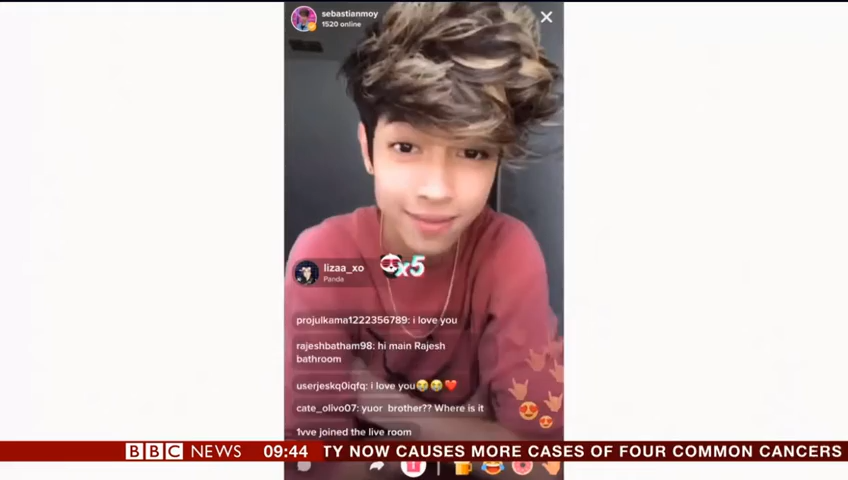 sebastianmoy
1520 online
lizaa_xo
Panda
x5
projulkama1222356789: i love you
rajeshbatham98: hi main Rajesh
bathroom
userjeskq0iqfq: i love you😭😭❤️
cate_olivo07: yuor brother?? Where is it
1vve joined the live room
BBC NEWS 09:44 TY NOW CAUSES MORE CASES OF FOUR COMMON CANCERS